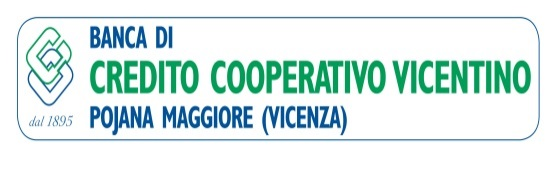 BANCA DI
CREDITO COOPERATIVO VICENTINO
dal 1895
POJANA MAGGIORE (VICENZA)